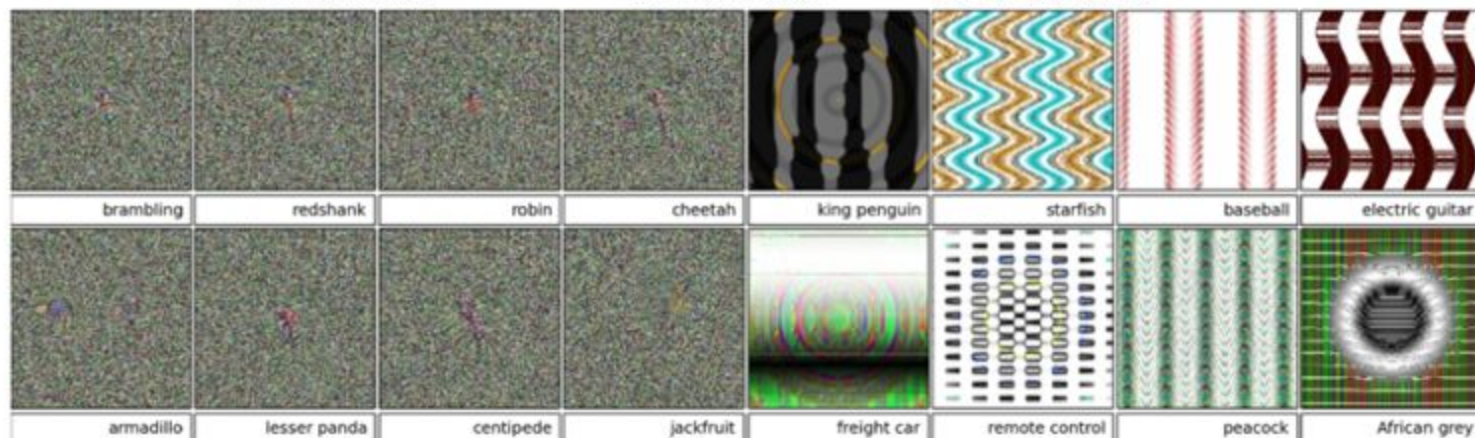 brambling redshank robin cheetah king penguin starfish baseball electric guitar
armadillo lesser panda centipede jackfruit freight car remote control peacock African grey